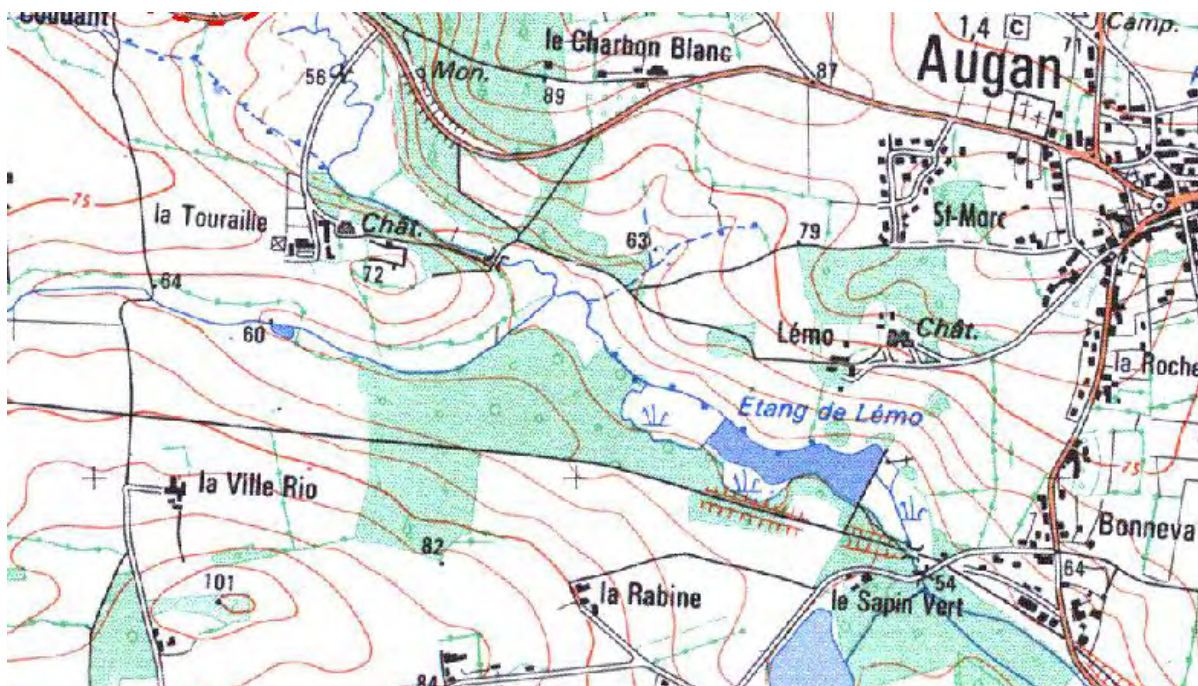 Coudant
1,4 C
71
Camp.
le Charbon Blanc
Augan
56
Mon.
89
87
75
la Touraille
Chât.
63
79
St-Marc
72
64
60
Lémo
Chât.
la Roche
Etang de Lémo
75
la Ville Rio
Bonneva
82
101
la Rabine
54
64
le Sapin Vert
84